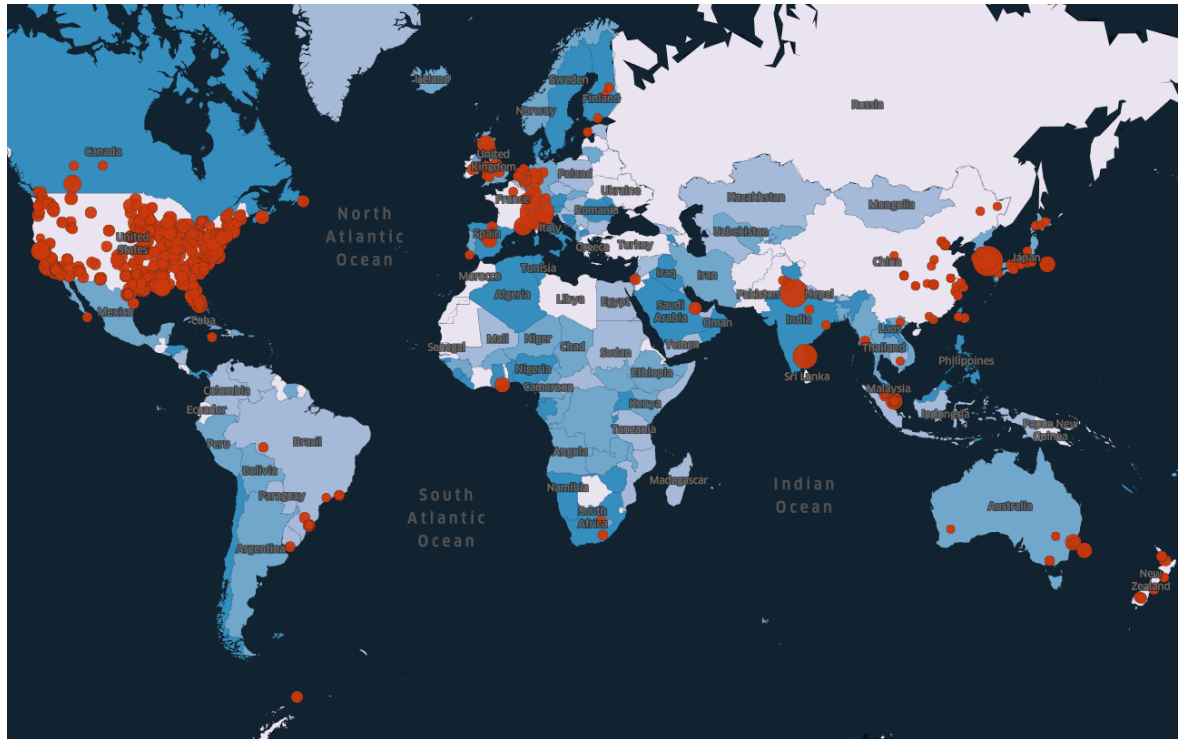 Iceland
Sweden
Finland
Norway
Russia
Canada
United
Kingdom
Poland
Ukraine
Kazakhstan
Mongolia
France
Romania
North
Atlantic
Ocean
United
States
Spain
Italy
Uzbekistan
Greece
Turkey
China
Japan
Tunisia
Morocco
Iraq
Iran
Algeria
Libya
Egypt
Pakistan
Nepal
Mexico
Saudi
Arabia
Cuba
Oman
India
Laos
Mali
Niger
Chad
Senegal
Sudan
Yemen
Thailand
Philippines
Nigeria
Ethiopia
Sri Lanka
Cameroon
Colombia
Malaysia
Kenya
Ecuador
Indonesia
Papua New
Guinea
Tanzania
Peru
Brazil
Angola
Bolivia
Madagascar
Namibia
Indian
Ocean
Paraguay
South
Atlantic
Ocean
South
Africa
Australia
Argentina
New
Zealand